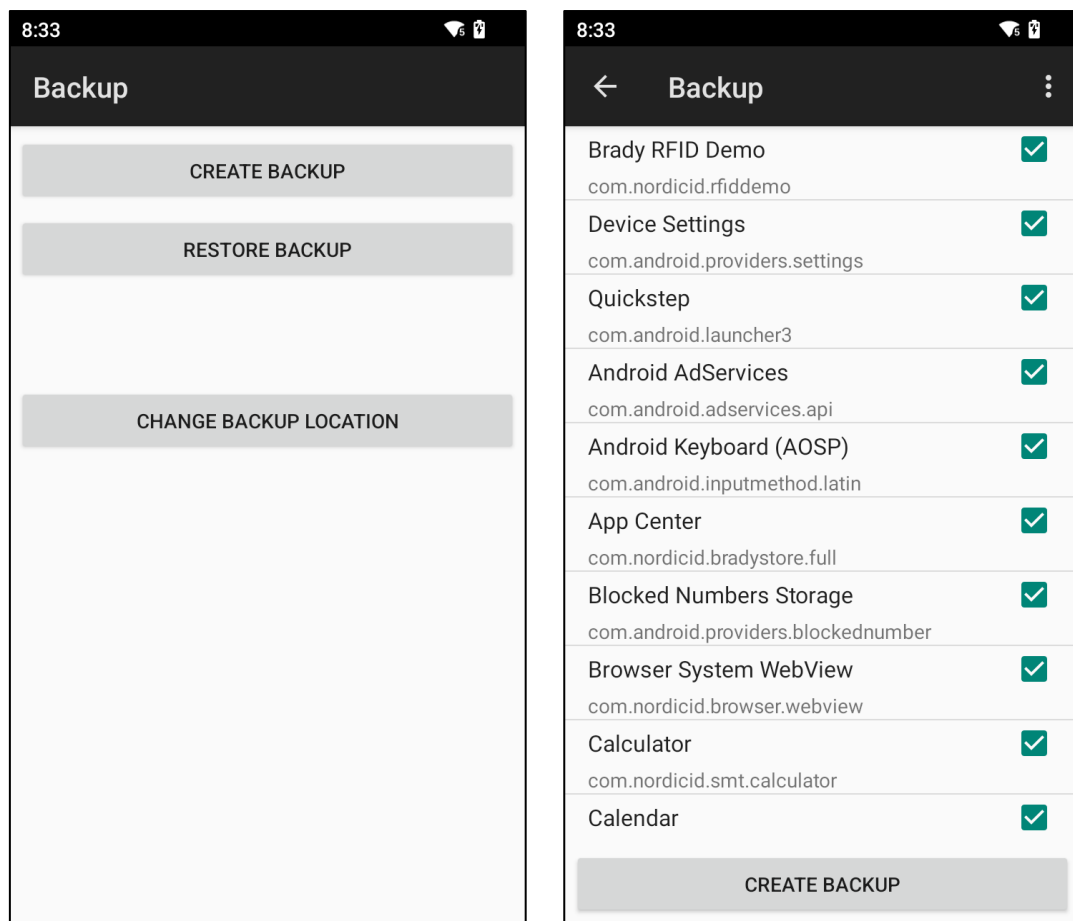 8:33
Backup
CREATE BACKUP
RESTORE BACKUP
CHANGE BACKUP LOCATION
8:33
Backup
Brady RFID Demo
com.nordicid.rfiddemo
Device Settings
com.android.providers.settings
Quickstep
com.android.launcher3
Android AdServices
com.android.adservices.api
Android Keyboard (AOSP)
com.android.inputmethod.latin
App Center
com.nordicid.bradystore.full
Blocked Numbers Storage
com.android.providers.blockednumber
Browser System WebView
com.nordicid.browser.webview
Calculator
com.nordicid.smt.calculator
Calendar
CREATE BACKUP